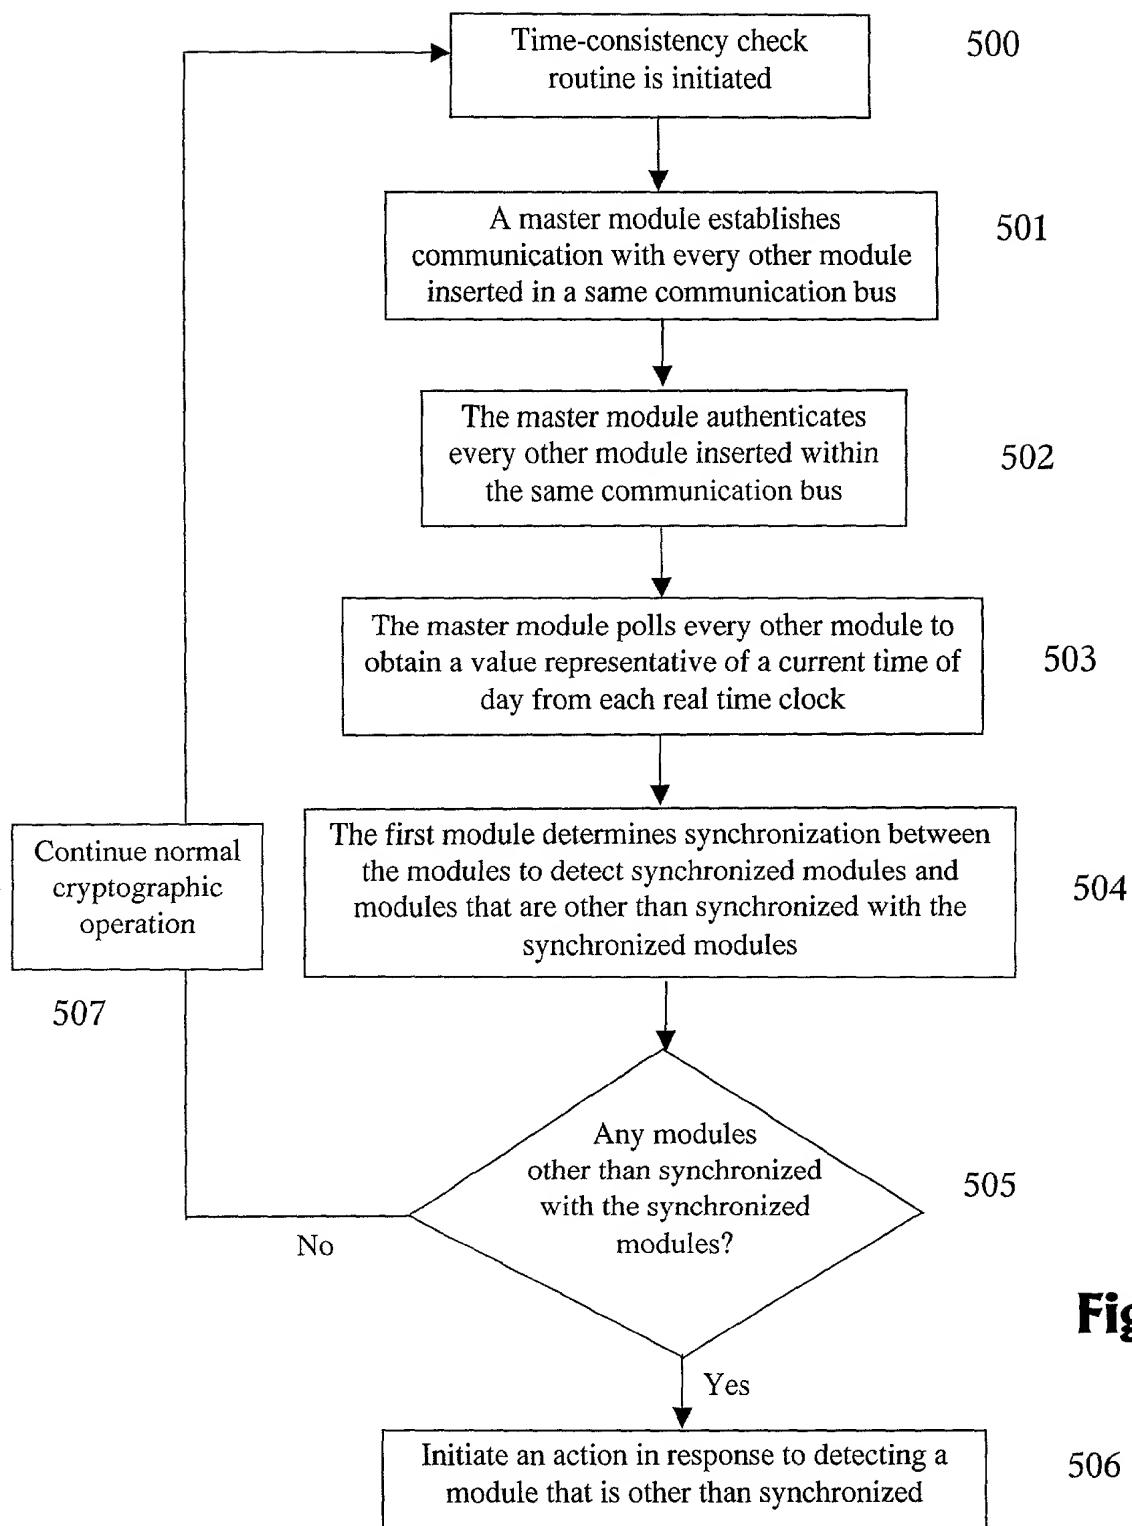 Time-consistency check
routine is initiated
500
A master module establishes
communication with every other module
inserted in a same communication bus
501
The master module authenticates
every other module inserted within
the same communication bus
502
The master module polls every other module to
obtain a value representative of a current time of
day from each real time clock
503
The first module determines synchronization between
the modules to detect synchronized modules and
modules that are other than synchronized with the
synchronized modules
504
Continue normal
cryptographic
operation
507
Any modules
other than synchronized
with the synchronized
modules?
505
No
Yes
Fig
Initiate an action in response to detecting a
module that is other than synchronized
506